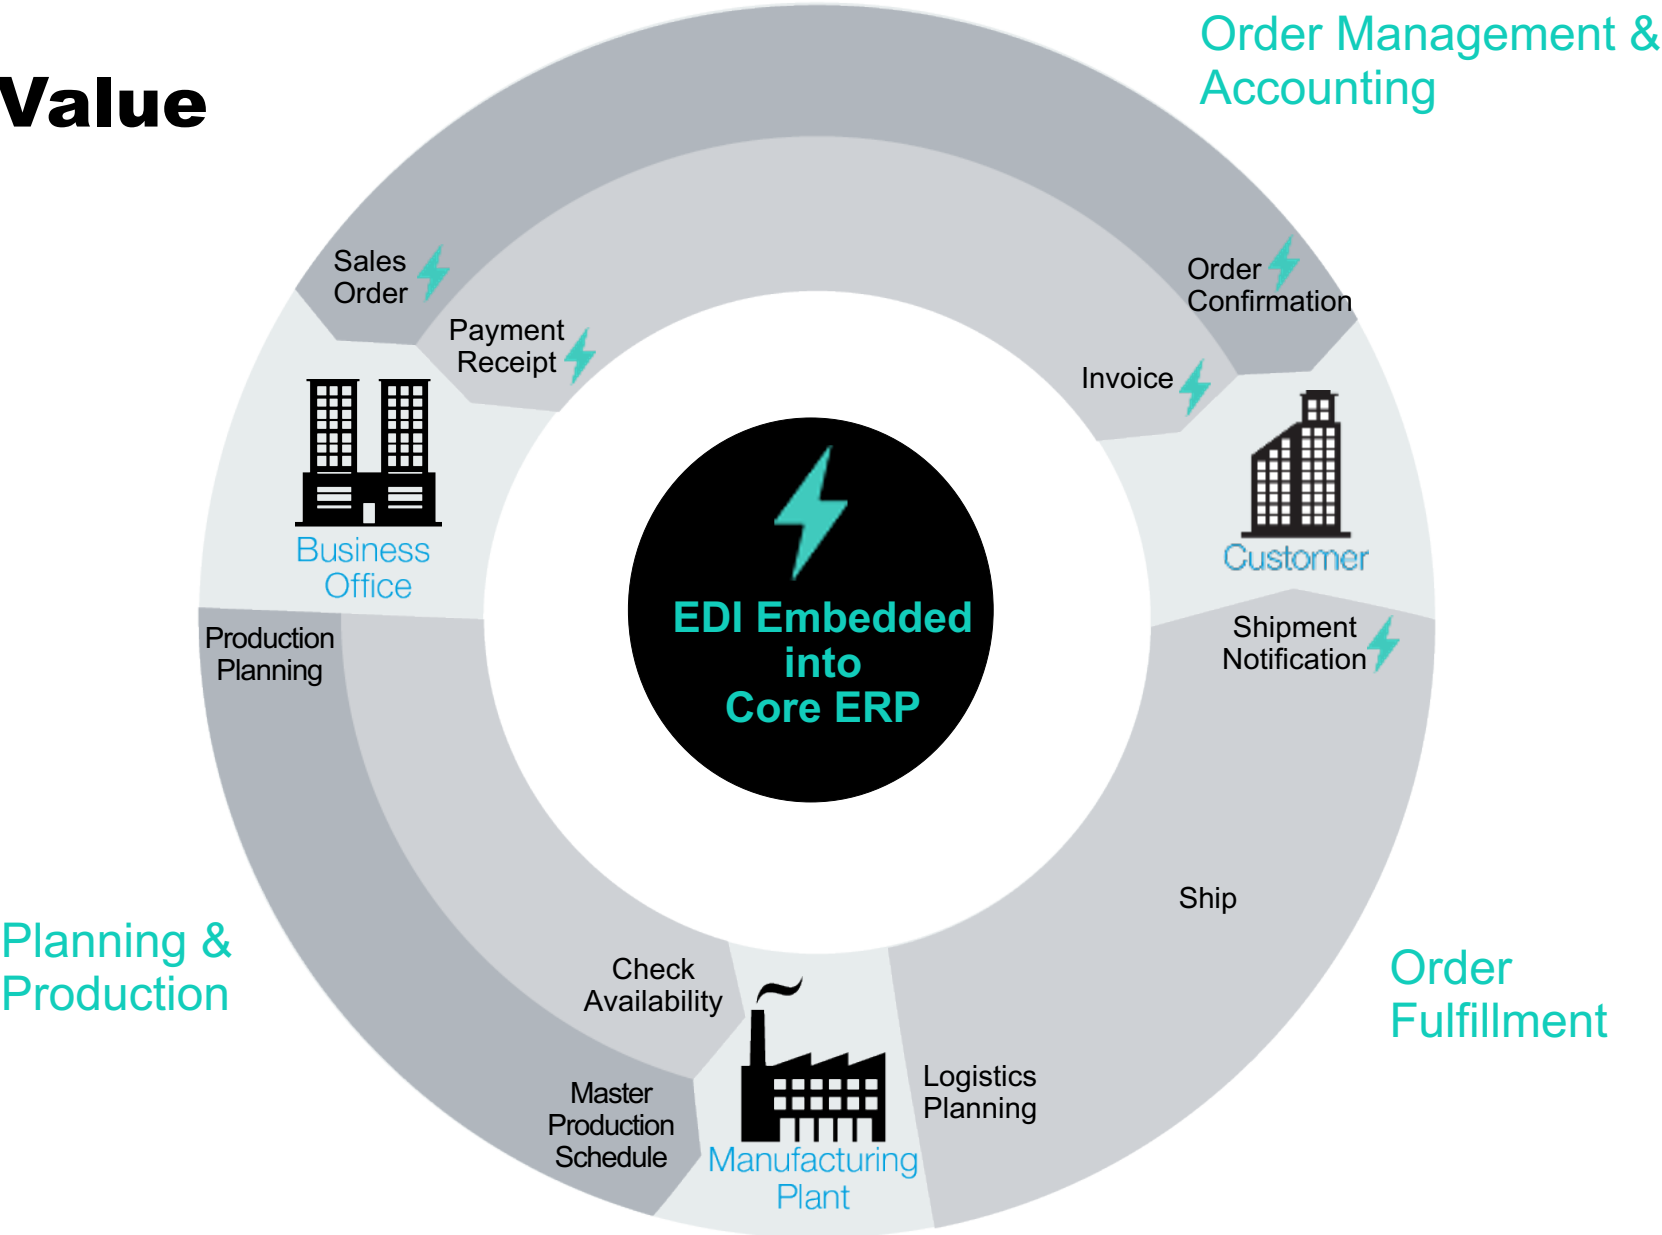 Value
Order Management &
Accounting
Sales
Order
Payment
Receipt
Order
Confirmation
Invoice
Business
Office
Customer
EDI Embedded
into
Core ERP
Shipment
Notification
Production
Planning
Ship
Planning &
Production
Order
Fulfillment
Check
Availability
Logistics
Planning
Master
Production
Schedule
Manufacturing
Plant